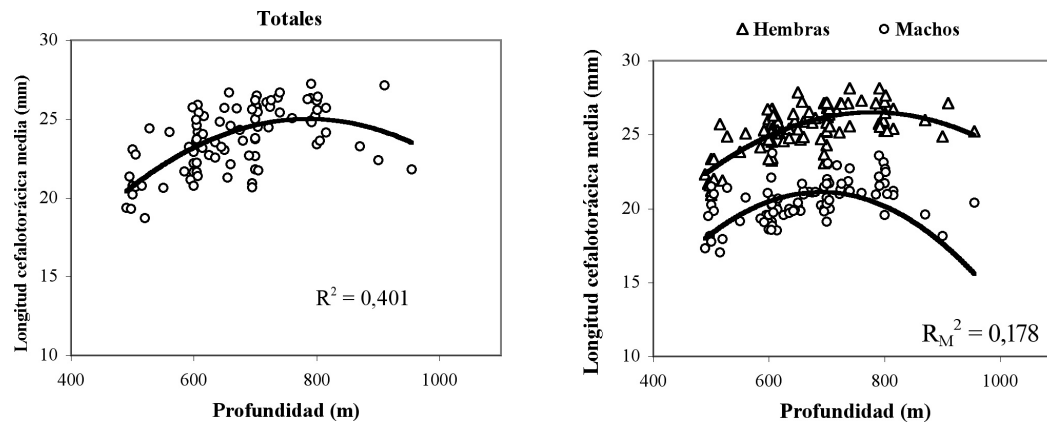 Totales
Longitud cefalotorácica media (mm)
30
25
20
15
10
R² = 0,401
400
600
800
1000
Profundidad (m)
Hembras
Machos
Longitud cefalotorácica media (mm)
30
25
20
15
10
R_M² = 0,178
400
600
800
1000
Profundidad (m)